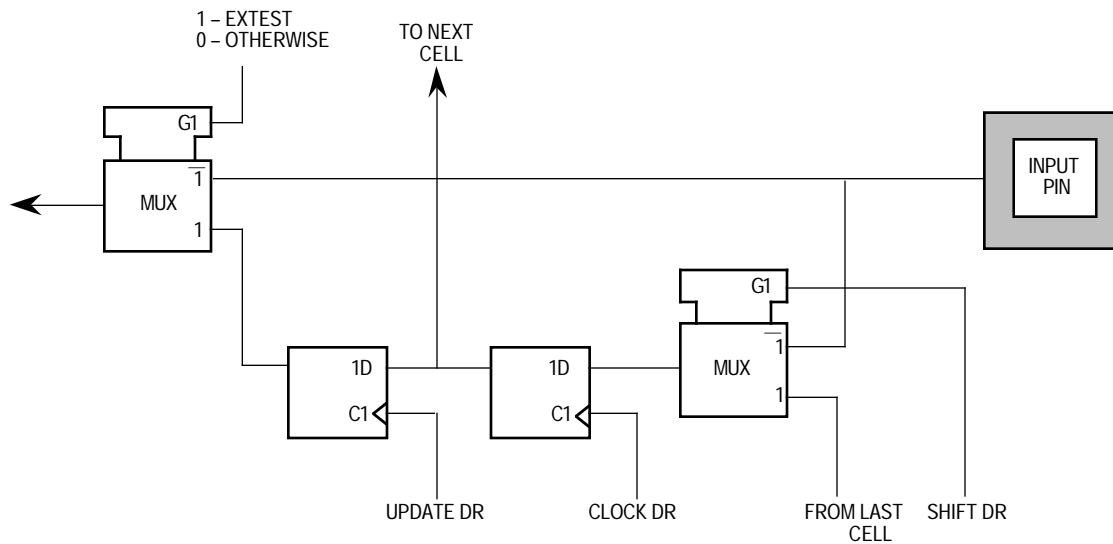 1 – EXTEST
0 – OTHERWISE
TO NEXT
CELL
G1
1
MUX
1
INPUT
PIN
G1
1
MUX
1
1D
C1
1D
C1
UPDATE DR
CLOCK DR
FROM LAST
CELL
SHIFT DR